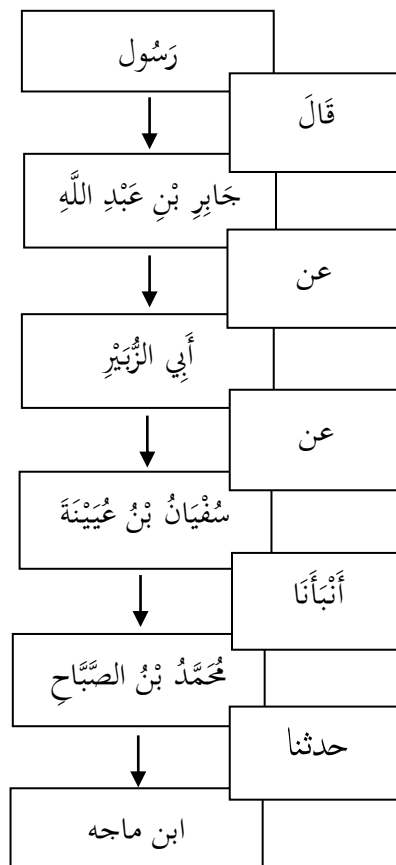 رَسُول
قَالَ
جَابِرِ بْنِ عَبْدِ اللَّهِ
عن
أَبِي الزُّبَيْرِ
عن
سُفْيَانُ بْنُ عُيَيْنَةَ
أَنْبَأَنَا
مُحَمَّدُ بْنُ الصَّبَّاحِ
حدثنا
ابن ماجه